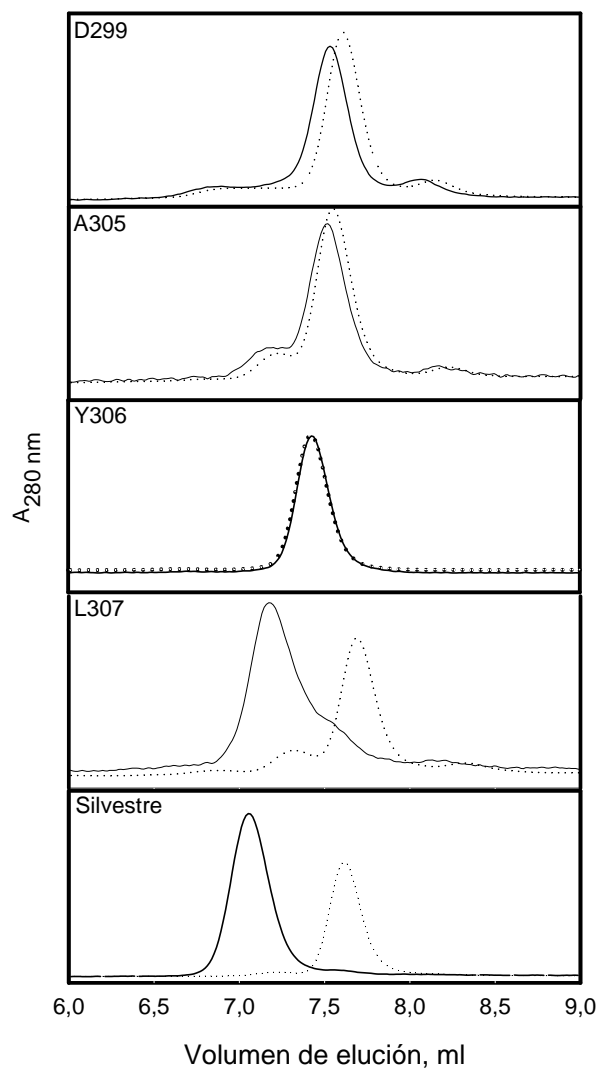 D299
A305
Y306
L307
Silvestre
A280 nm
6,0 6,5 7,0 7,5 8,0 8,5 9,0
Volumen de elución, ml